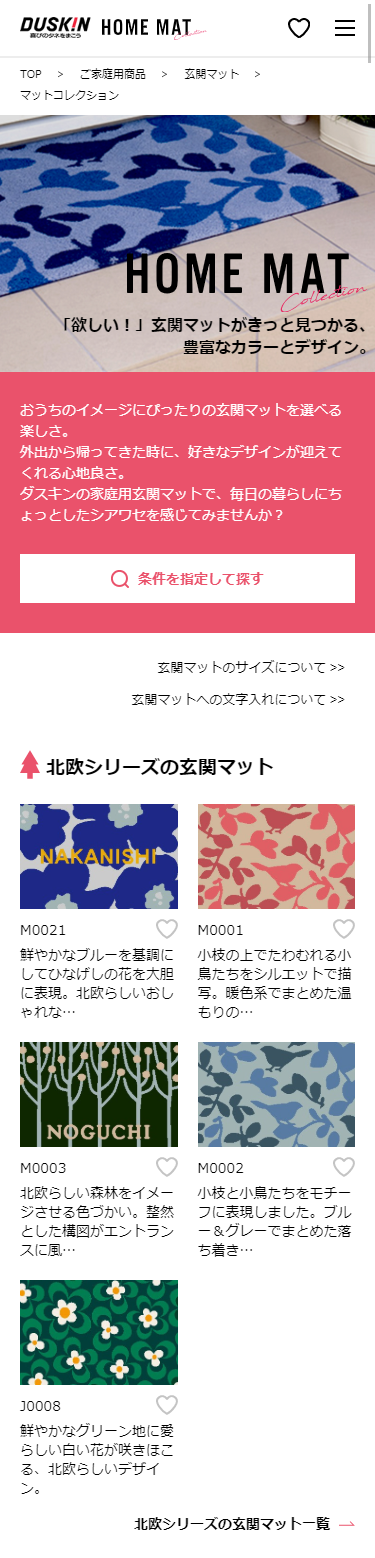 DUSKIN
喜びのタネをまこう
HOME MAT
TOP > ご家庭用商品 > 玄関マット >
マットコレクション
HOME MAT
Collection
「欲しい！」玄関マットがきっと見つかる、
豊富なカラーとデザイン。
おうちのイメージにぴったりの玄関マットを選べる
楽しさ。
外出から帰ってきた時に、好きなデザインが迎えて
くれる心地良さ。
ダスキンの家庭用玄関マットで、毎日の暮らしにち
ょっとしたシアワセを感じてみませんか？
条件を指定して探す
玄関マットのサイズについて >>
玄関マットへの文字入れについて >>
北欧シリーズの玄関マット
NAKANISHI
M0021
鮮やかなブルーを基調に
してひなげしの花を大胆
に表現。北欧らしいおし
ゃれな…
M0001
小枝の上でたわむれる小
鳥たちをシルエットで描
写。暖色系でまとめた温
もりの…
NOGUCHI
M0003
北欧らしい森林をイメー
ジさせる色づかい。整然
とした構図がエントラン
スに風…
M0002
小枝と小鳥たちをモチー
フに表現しました。ブル
ー＆グレーでまとめた落
ち着き…
J0008
鮮やかなグリーン地に愛
らしい白い花が咲きほこ
る、北欧らしいデザイ
ン。
北欧シリーズの玄関マット一覧